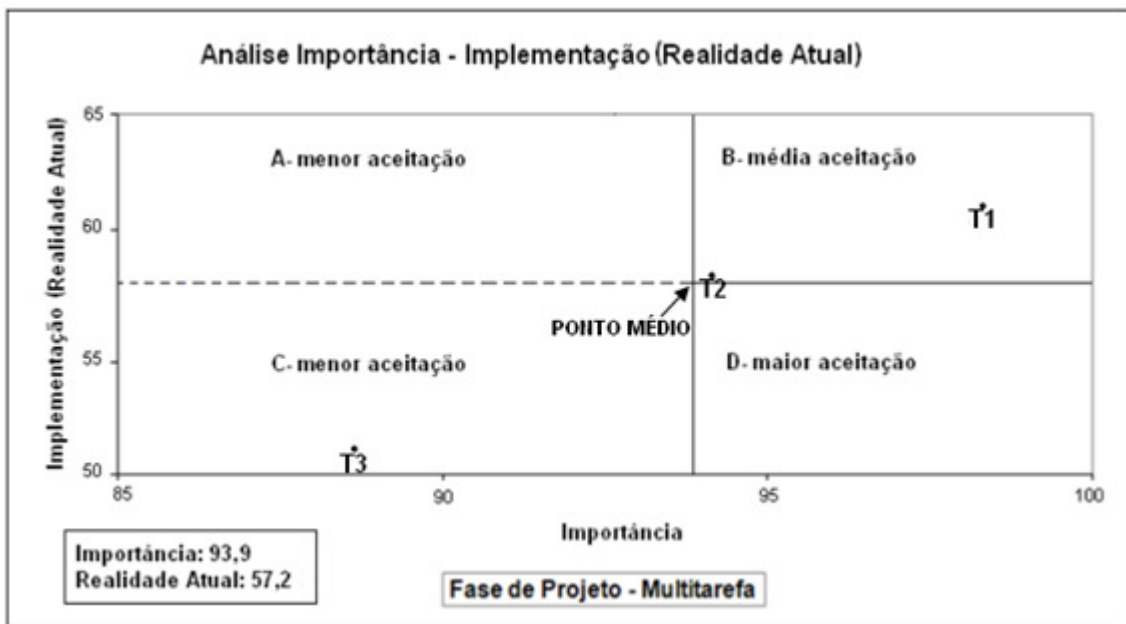 Análise Importância - Implementação (Realidade Atual)
Implementação (Realidade Atual)
65
60
55
50
A- menor aceitação
B- média aceitação
T1
T2
PONTO MÉDIO
C- menor aceitação
D- maior aceitação
T3
85
90
95
100
Importância
Importância: 93,9
Realidade Atual: 57,2
Fase de Projeto - Multitarefa